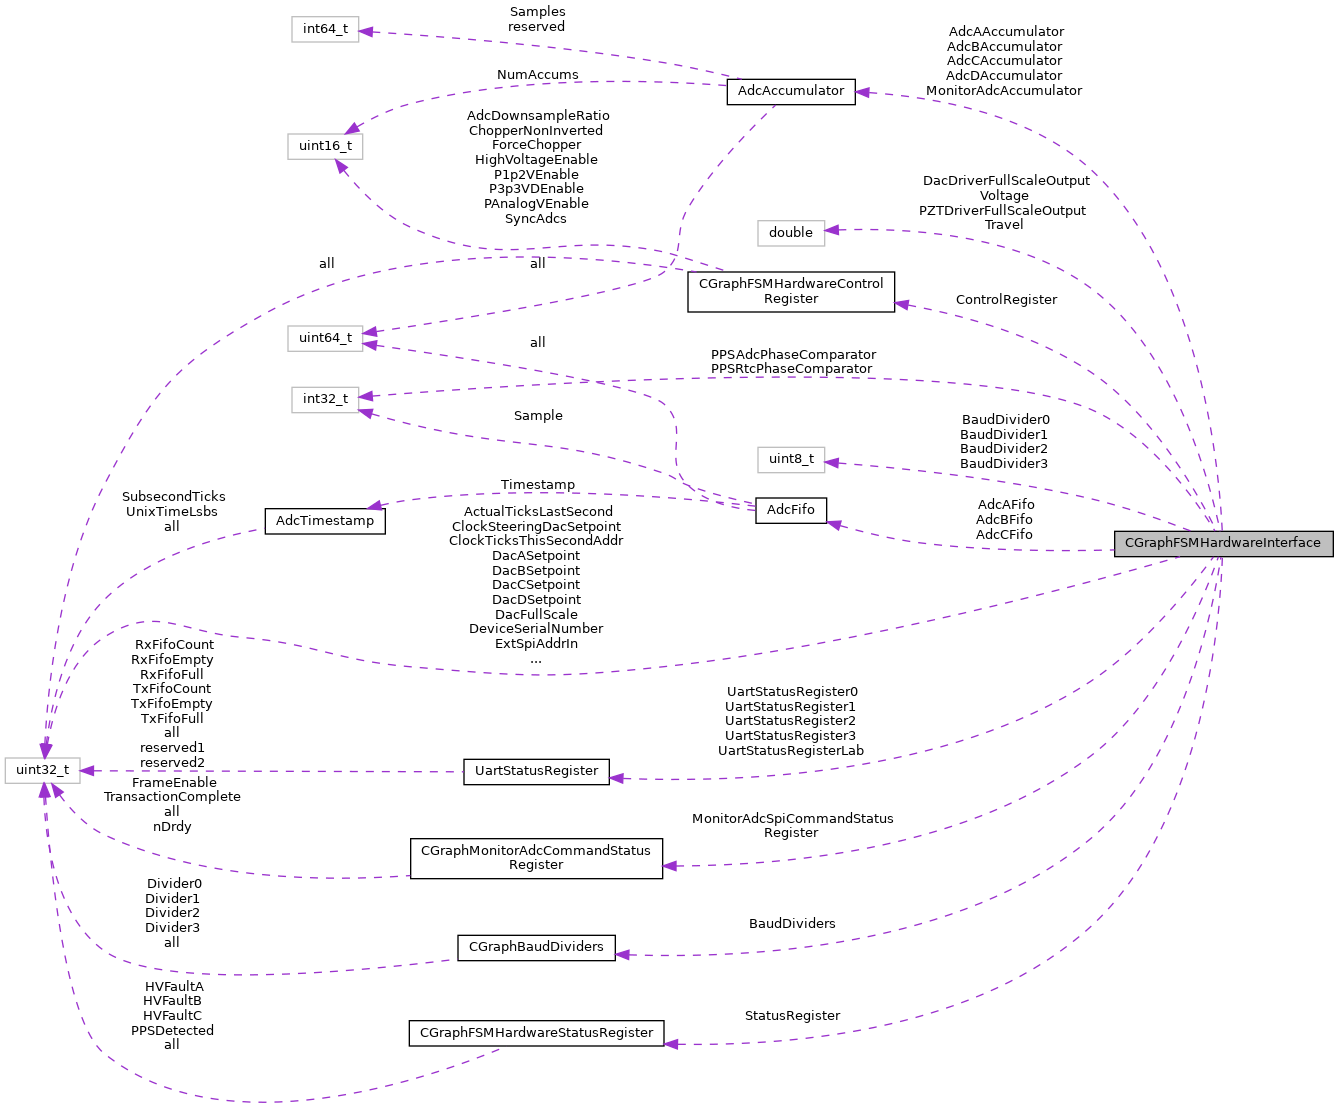 Samples
reserved
int64_t
AdcAAccumulator
AdcBAccumulator
AdcCAccumulator
AdcDAccumulator
MonitorAdcAccumulator
NumAccums
AdcAccumulator
AdcDownsampleRatio
ChopperNonInverted
ForceChopper
HighVoltageEnable
P1p2VEnable
P3p3VDEnable
PAnalogVEnable
SyncAdcs
uint16_t
DacDriverFullScaleOutput
Voltage
PZTDriverFullScaleOutput
Travel
double
all
all
CGraphFSMHardwareControl
Register
ControlRegister
uint64_t
all
PPSAdcPhaseComparator
PPSRtcPhaseComparator
int32_t
Sample
BaudDivider0
BaudDivider1
BaudDivider2
BaudDivider3
uint8_t
Timestamp
SubsecondTicks
UnixTimeLsbs
all
AdcTimestamp
AdcFifo
AdcAFifo
AdcBFifo
AdcCFifo
CGraphFSMHardwareInterface
ActualTicksLastSecond
ClockSteeringDacSetpoint
ClockTicksThisSecondAddr
DacASetpoint
DacBSetpoint
DacCSetpoint
DacDSetpoint
DacFullScale
DeviceSerialNumber
ExtSpiAddrIn
...
RxFifoCount
RxFifoEmpty
RxFifoFull
TxFifoCount
TxFifoEmpty
TxFifoFull
all
reserved1
reserved2
UartStatusRegister0
UartStatusRegister1
UartStatusRegister2
UartStatusRegister3
UartStatusRegisterLab
uint32_t
UartStatusRegister
FrameEnable
TransactionComplete
all
nDrdy
MonitorAdcSpiCommandStatus
Register
CGraphMonitorAdcCommandStatus
Register
Divider0
Divider1
Divider2
Divider3
all
BaudDividers
CGraphBaudDividers
HVFaultA
HVFaultB
HVFaultC
PPSDetected
all
StatusRegister
CGraphFSMHardwareStatusRegister